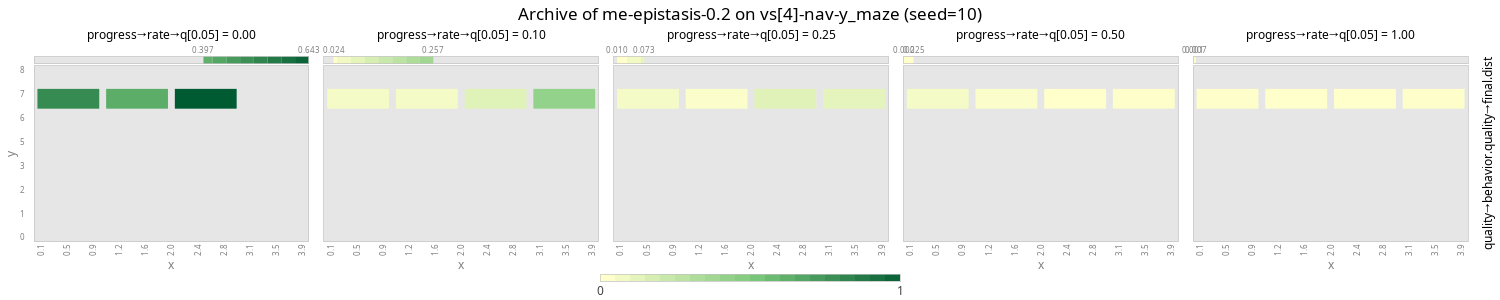 Archive of me-epistasis-0.2 on vs[4]-nav-y_maze (seed=10)
progress→rate→q[0.05] = 0.00
progress→rate→q[0.05] = 0.10
progress→rate→q[0.05] = 0.25
progress→rate→q[0.05] = 0.50
progress→rate→q[0.05] = 1.00
0.397 0.643 0.024 0.257 0.010 0.073
8
7
6
5
4
3
2
1
0
y
quality→behavior.quality→final.dist
0.1 0.5 0.9 1.2 1.6 2.0 2.4 2.8 3.1 3.5 3.9
0.1 0.5 0.9 1.2 1.6 2.0 2.4 2.8 3.1 3.5 3.9
0.1 0.5 0.9 1.2 1.6 2.0 2.4 2.8 3.1 3.5 3.9
0.1 0.5 0.9 1.2 1.6 2.0 2.4 2.8 3.1 3.5 3.9
0.1 0.5 0.9 1.2 1.6 2.0 2.4 2.8 3.1 3.5 3.9
x x x x x
0 1